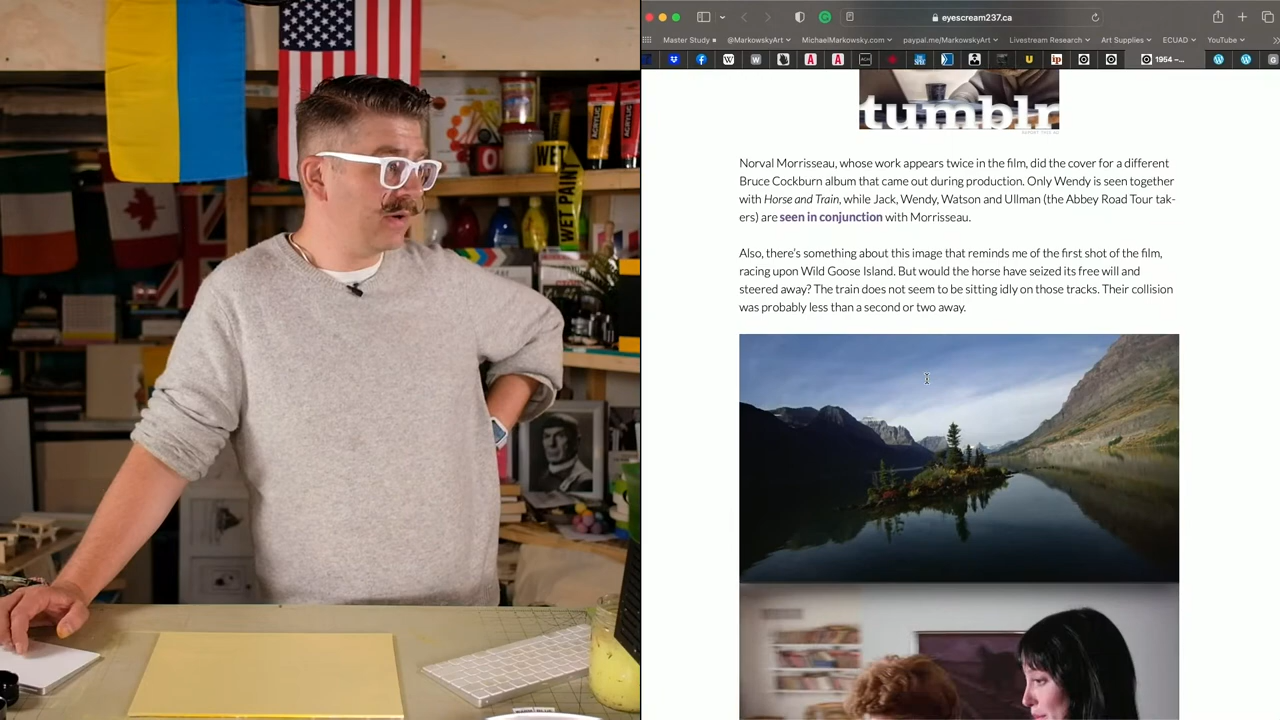 eyescream237.ca
Master Study
@MarkowskyArt
MichaelMarkowsky.com
paypal.me/MarkowskyArt
Livestream Research
Art Supplies
ECUAD
YouTube
1954 –...
tumblr
Norval Morrisseau, whose work appears twice in the film, did the cover for a different
Bruce Cockburn album that came out during production. Only Wendy is seen together
with Horse and Train, while Jack, Wendy, Watson and Ullman (the Abbey Road Tour tak-
ers) are seen in conjunction with Morrisseau.
Also, there's something about this image that reminds me of the first shot of the film,
racing upon Wild Goose Island. But would the horse have seized its free will and
steered away? The train does not seem to be sitting idly on those tracks. Their collision
was probably less than a second or two away.
WET
PAINT
WET PAINT
ACRYLIC
ACRYLIC